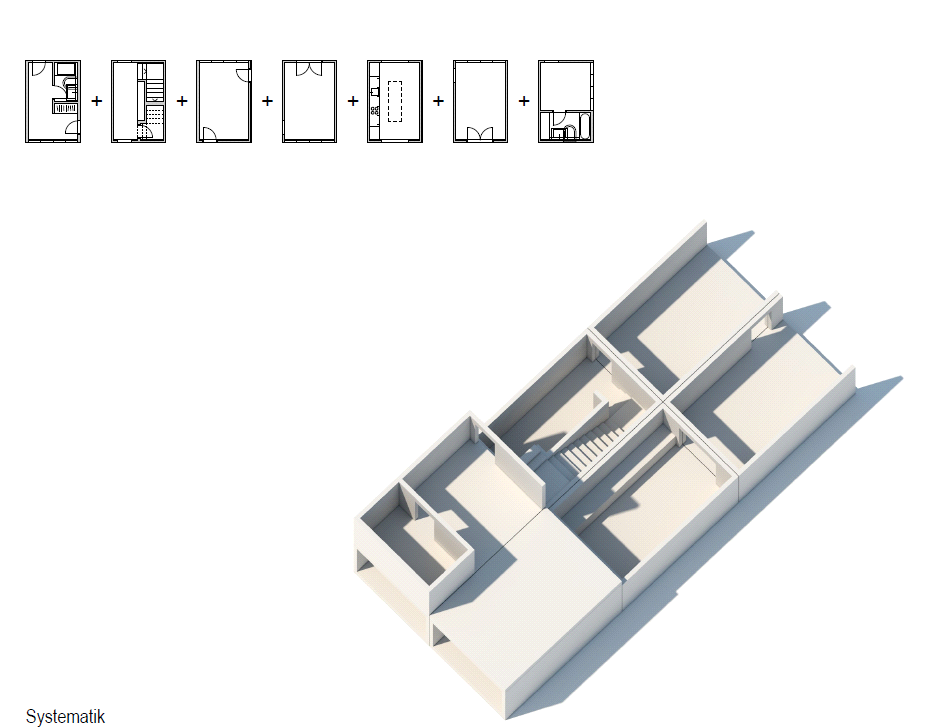 + + + + + +
Systematik